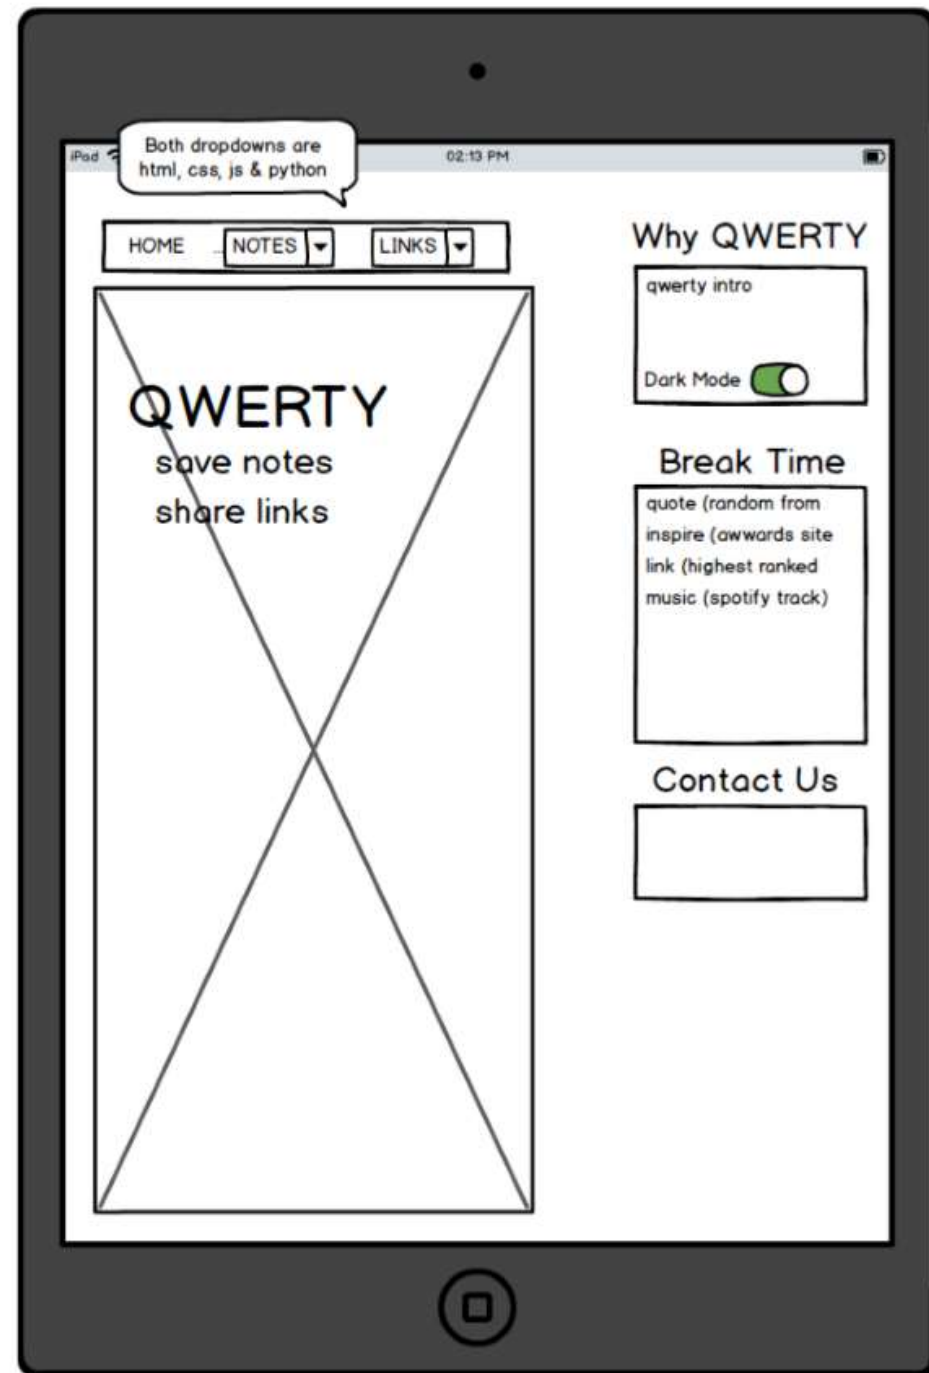 Both dropdowns are
html, css, js & python
iPad 02:13 PM
HOME ... NOTES LINKS
QWERTY
save notes
share links
Why QWERTY
qwerty intro
Dark Mode
Break Time
quote (random from
inspire (awwards site
link (highest ranked
music (spotify track)
Contact Us